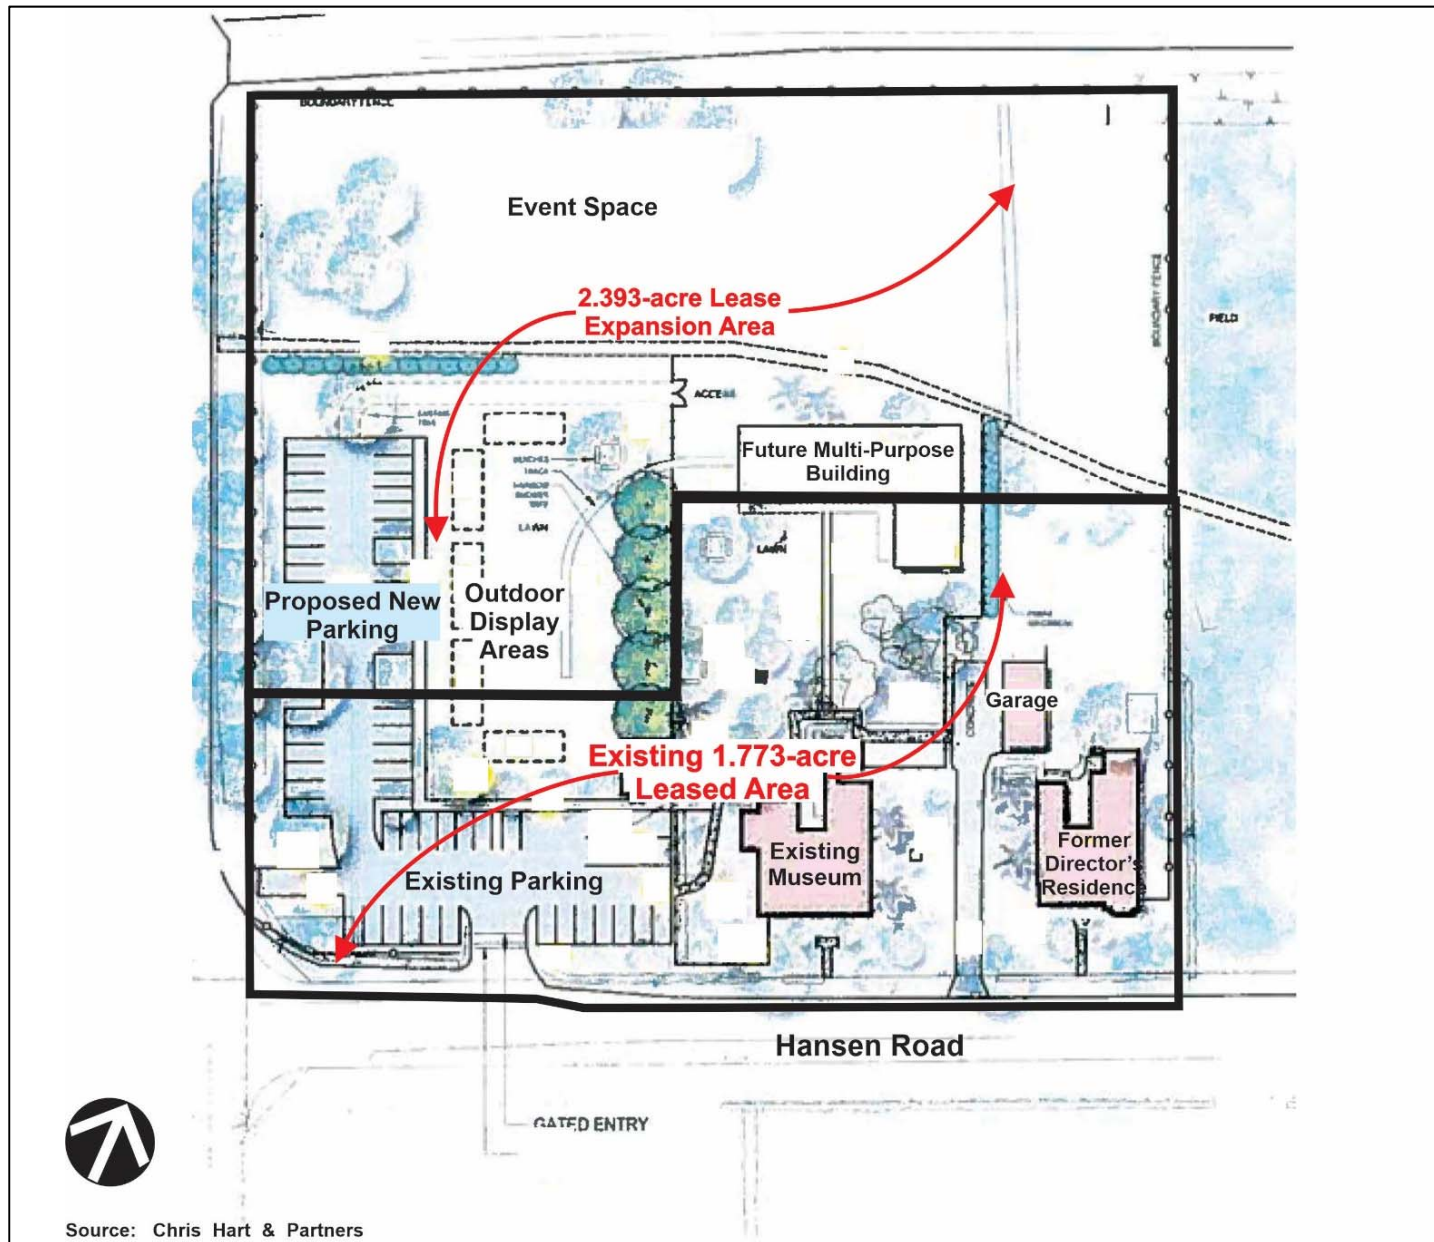 BOUNDARY FENCE
Event Space
BOUNDARY FENCE
2.393-acre Lease
Expansion Area
FIELD
Future Multi-Purpose
Building
LAWN
LAWN
Proposed New
Parking
Outdoor
Display
Areas
Garage
Existing 1.773-acre
Leased Area
Existing
Museum
Former
Director's
Residence
Existing Parking
Hansen Road
GATED ENTRY
Source: Chris Hart & Partners